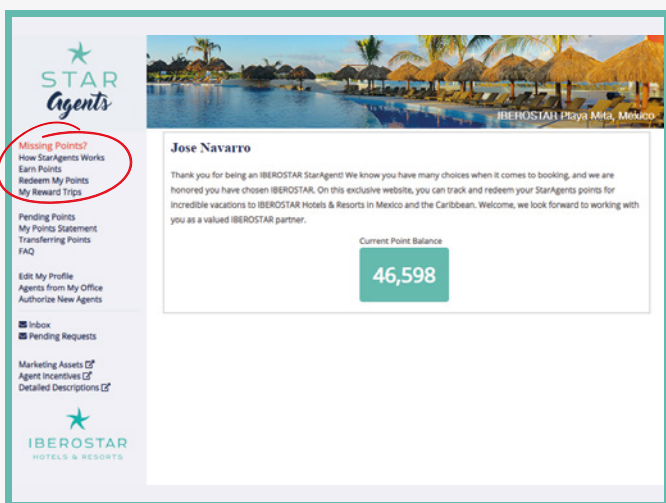 STAR
Agents
IBEROSTAR Playa Mita, Mexico
Missing Points?
How StarAgents Works
Earn Points
Redeem My Points
My Reward Trips
Pending Points
My Points Statement
Transferring Points
FAQ
Edit My Profile
Agents from My Office
Authorize New Agents
Inbox
Pending Requests
Marketing Assets
Agent Incentives
Detailed Descriptions
IBEROSTAR
HOTELS & RESORTS
Jose Navarro
Thank you for being an IBEROSTAR StarAgent! We know you have many choices when it comes to booking, and we are
honored you have chosen IBEROSTAR. On this exclusive website, you can track and redeem your StarAgents points for
incredible vacations to IBEROSTAR Hotels & Resorts in Mexico and the Caribbean. Welcome, we look forward to working with
you as a valued IBEROSTAR partner.
Current Point Balance
46,598